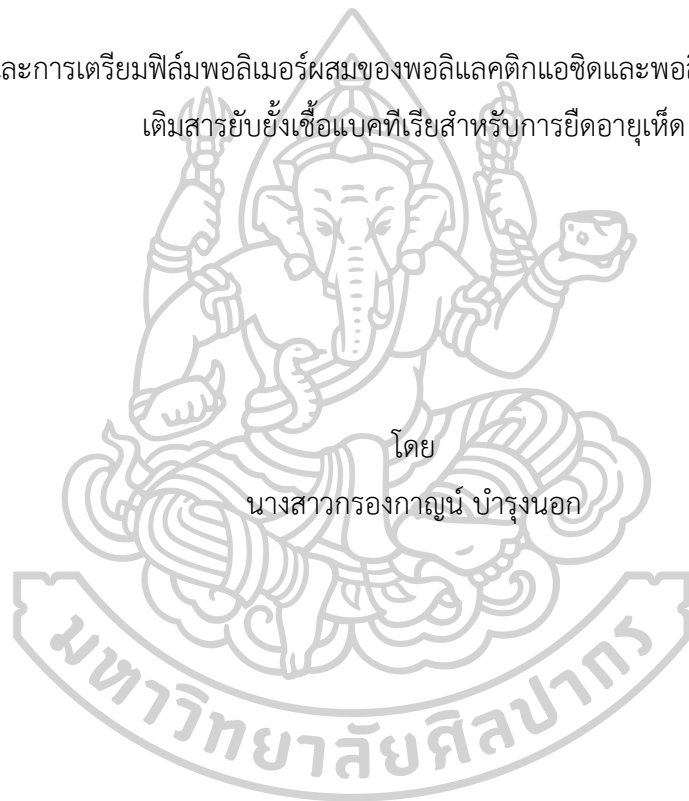 ละการเตรียมฟิล์มพอลิเมอร์ผสมของพอลิแลคติกแอซิดและพอลิ
เติมสารยับยั้งเชื้อแบคทีเรียสำหรับการยืดอายุเห็ด
โดย
นางสาวกรองกาญน์ บำรุงนอก
มหาวิทยาลัยศิลปากร